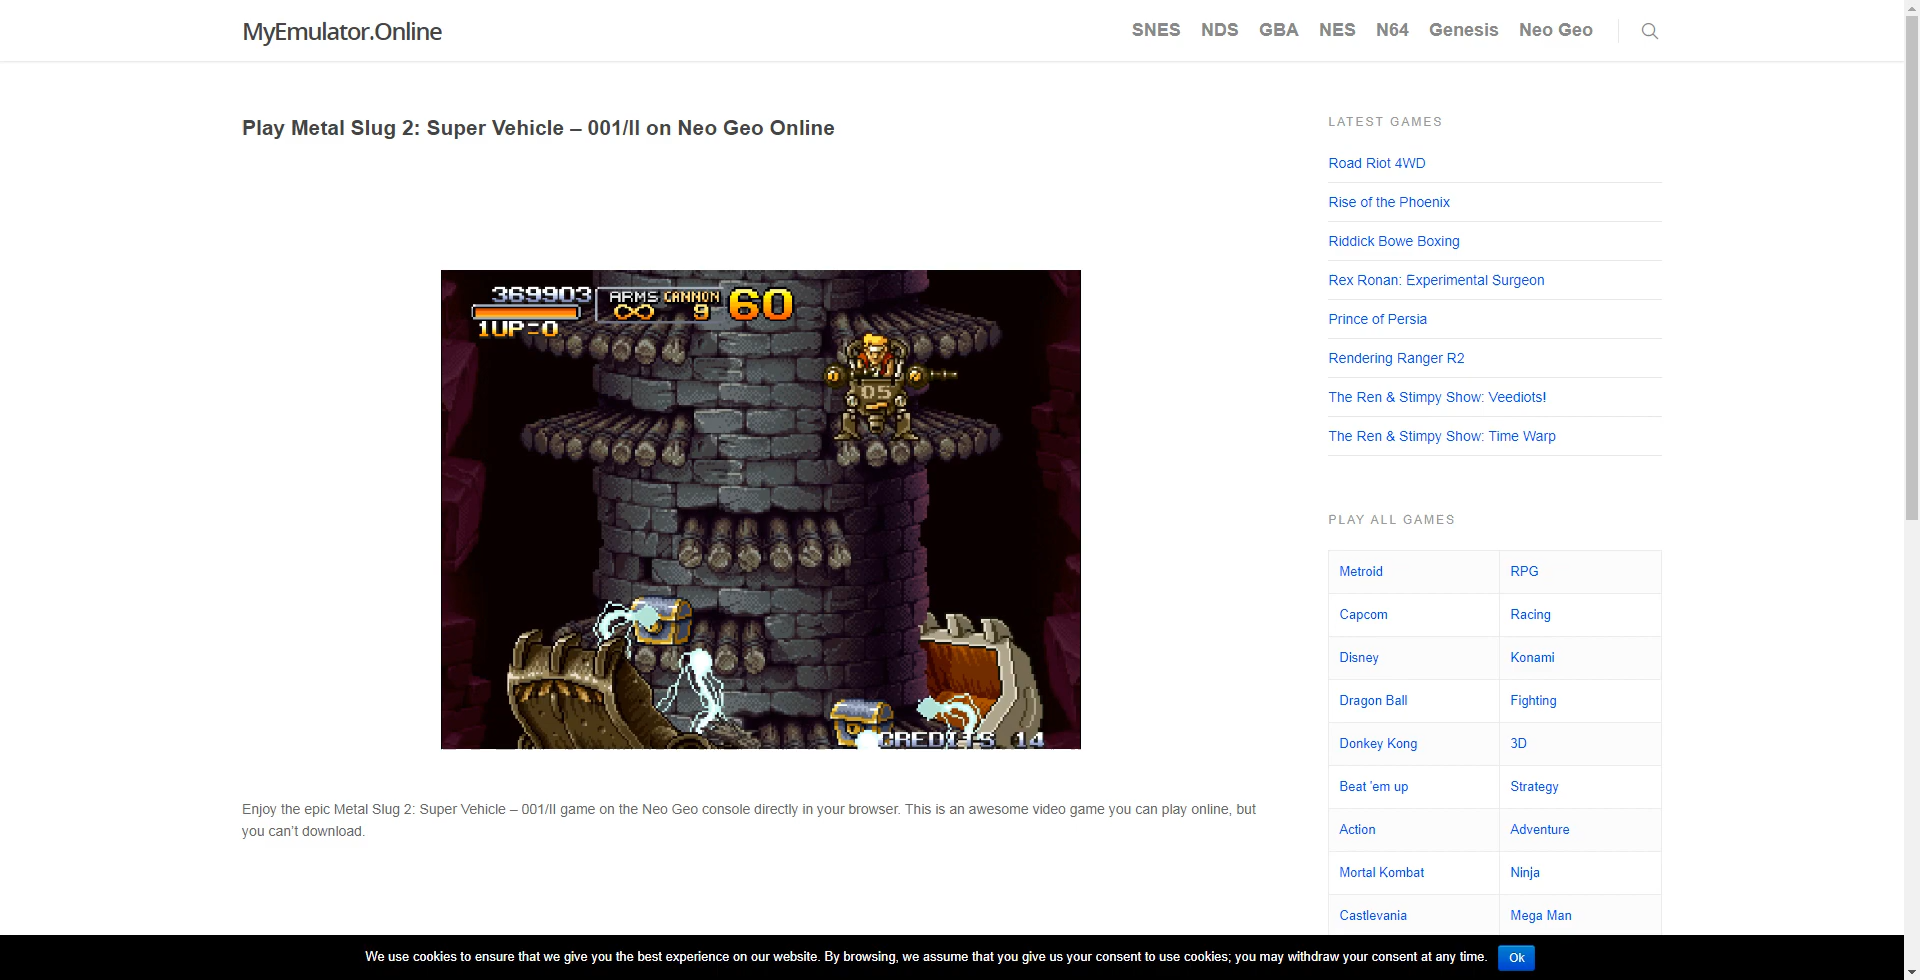 MyEmulator.Online
SNES NDS GBA NES N64 Genesis Neo Geo
Play Metal Slug 2: Super Vehicle – 001/II on Neo Geo Online
369903
ARMS CANNON
∞ 9
60
1UP=0
05
CREDITS 14
Enjoy the epic Metal Slug 2: Super Vehicle – 001/II game on the Neo Geo console directly in your browser. This is an awesome video game you can play online, but
you can't download.
LATEST GAMES
Road Riot 4WD
Rise of the Phoenix
Riddick Bowe Boxing
Rex Ronan: Experimental Surgeon
Prince of Persia
Rendering Ranger R2
The Ren & Stimpy Show: Veediots!
The Ren & Stimpy Show: Time Warp
PLAY ALL GAMES
Metroid RPG
Capcom Racing
Disney Konami
Dragon Ball Fighting
Donkey Kong 3D
Beat 'em up Strategy
Action Adventure
Mortal Kombat Ninja
Castlevania Mega Man
We use cookies to ensure that we give you the best experience on our website. By browsing, we assume that you give us your consent to use cookies; you may withdraw your consent at any time. Ok